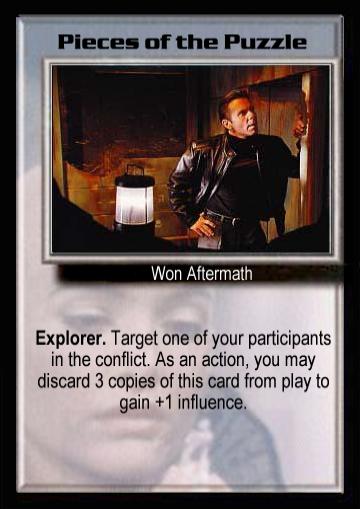 Pieces of the Puzzle
Won Aftermath
Explorer. Target one of your participants
in the conflict. As an action, you may
discard 3 copies of this card from play to
gain +1 influence.